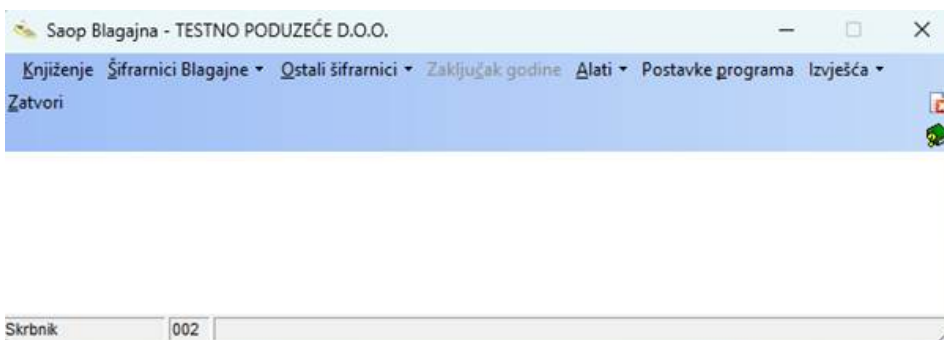 Saop Blagajna - TESTNO PODUZEĆE D.O.O.
Knjiženje Šifrarnici Blagajne Ostali šifrarnici Zaključak godine Alati Postavke programa Izvješća
Zatvori
Skrbnik 002